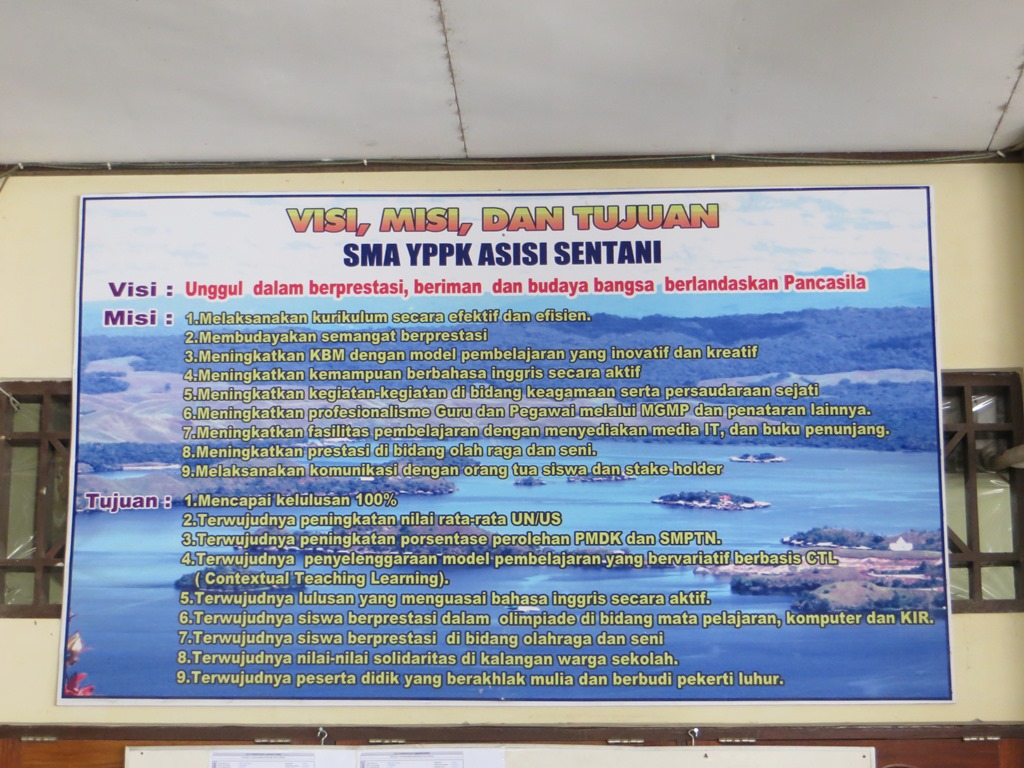 VISI, MISI, DAN TUJUAN
SMA YPPK ASISI SENTANI
Visi : Unggul dalam berprestasi, beriman dan budaya bangsa berlandaskan Pancasila
Misi : 1.Melaksanakan kurikulum secara efektif dan efisien.
2.Membudayakan semangat berprestasi
3.Meningkatkan KBM dengan model pembelajaran yang inovatif dan kreatif
4.Meningkatkan kemampuan berbahasa inggris secara aktif
5.Meningkatkan kegiatan-kegiatan di bidang keagamaan serta persaudaraan sejati
6.Meningkatkan profesionalisme Guru dan Pegawai melalui MGMP dan penataran lainnya.
7.Meningkatkan fasilitas pembelajaran dengan menyediakan media IT, dan buku penunjang.
8.Meningkatkan prestasi di bidang olah raga dan seni.
9.Melaksanakan komunikasi dengan orang tua siswa dan stake holder
Tujuan : 1.Mencapai kelulusan 100%
2.Terwujudnya peningkatan nilai rata-rata UN/US
3.Terwujudnya peningkatan porsentase perolehan PMDK dan SMPTN.
4.Terwujudnya penyelenggaraan model pembelajaran yang bervariatif berbasis CTL
( Contextual Teaching Learning).
5.Terwujudnya lulusan yang menguasai bahasa inggris secara aktif.
6.Terwujudnya siswa berprestasi dalam olimpiade di bidang mata pelajaran, komputer dan KIR.
7.Terwujudnya siswa berprestasi di bidang olahraga dan seni
8.Terwujudnya nilai-nilai solidaritas di kalangan warga sekolah.
9.Terwujudnya peserta didik yang berakhlak mulia dan berbudi pekerti luhur.